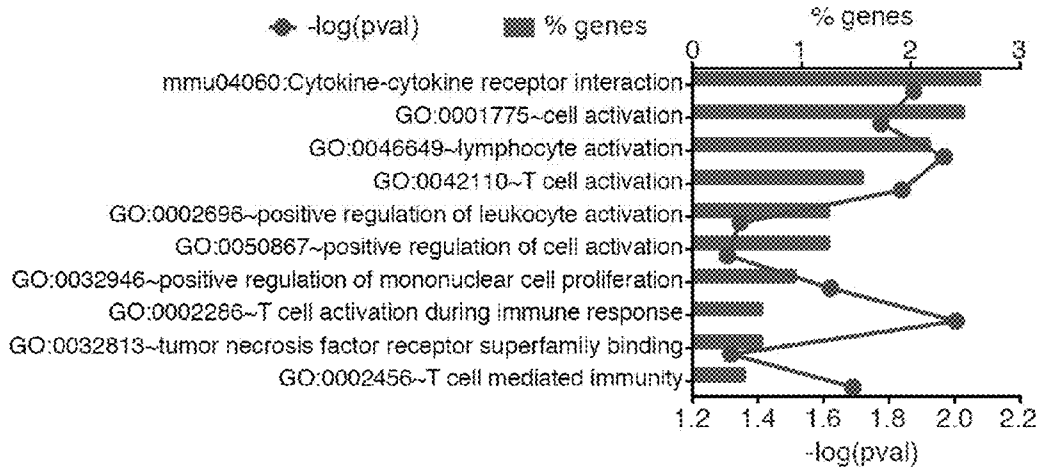 -log(pval) % genes
% genes
0 1 2 3
mmu04060:Cytokine-cytokine receptor interaction
GO:0001775~cell activation
GO:0046649~lymphocyte activation
GO:0042110~T cell activation
GO:0002696~positive regulation of leukocyte activation
GO:0050867~positive regulation of cell activation
GO:0032946~positive regulation of mononuclear cell proliferation
GO:0002286~T cell activation during immune response
GO:0032813~tumor necrosis factor receptor superfamily binding
GO:0002456~T cell mediated immunity
1.2 1.4 1.6 1.8 2.0 2.2
-log(pval)